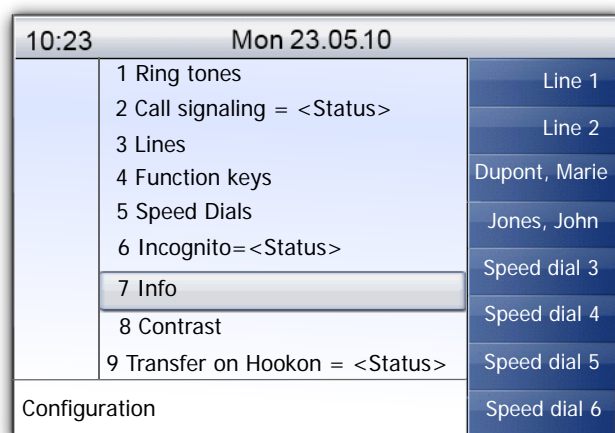 10:23 Mon 23.05.10
1 Ring tones
2 Call signaling = <Status>
3 Lines
4 Function keys
5 Speed Dials
6 Incognito=<Status>
7 Info
8 Contrast
9 Transfer on Hookon = <Status>
Configuration
Line 1
Line 2
Dupont, Marie
Jones, John
Speed dial 3
Speed dial 4
Speed dial 5
Speed dial 6